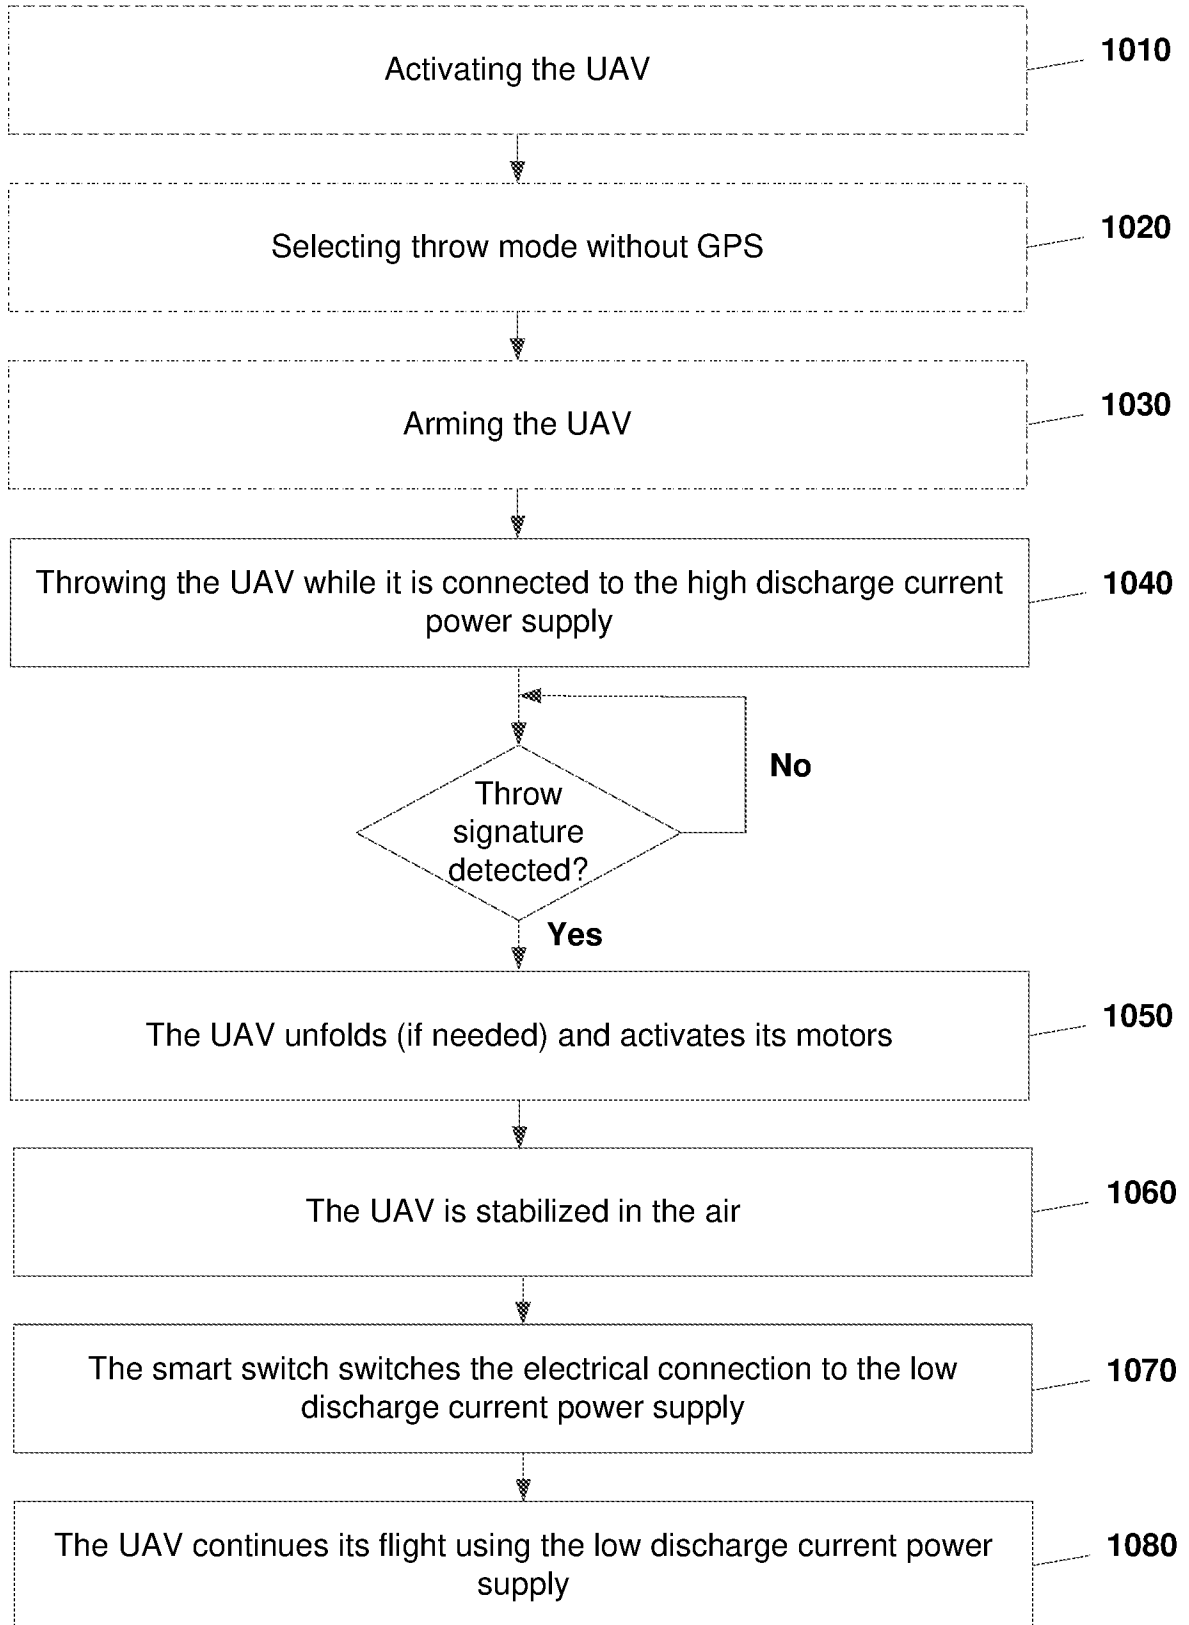 Activating the UAV
1010
Selecting throw mode without GPS
1020
Arming the UAV
1030
Throwing the UAV while it is connected to the high discharge current
power supply
1040
Throw
signature
detected?
No
Yes
The UAV unfolds (if needed) and activates its motors
1050
The UAV is stabilized in the air
1060
The smart switch switches the electrical connection to the low
discharge current power supply
1070
The UAV continues its flight using the low discharge current power
supply
1080